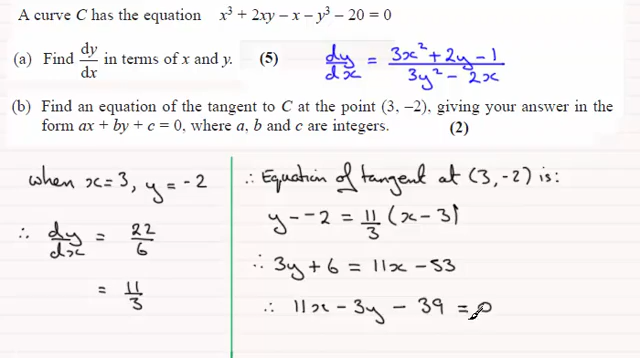 A curve C has the equation x³ + 2xy – x – y³ – 20 = 0
(a) Find dy/dx in terms of x and y. (5) dy/dx = (3x² + 2y - 1)/(3y² - 2x)
(b) Find an equation of the tangent to C at the point (3, –2), giving your answer in the
form ax + by + c = 0, where a, b and c are integers. (2)
when x = 3, y = -2
∴ dy/dx = 22/6
= 11/3
∴ Equation of tangent at (3, -2) is:
y - -2 = 11/3 (x - 3)
∴ 3y + 6 = 11x - 53
∴ 11x - 3y - 39 = 0